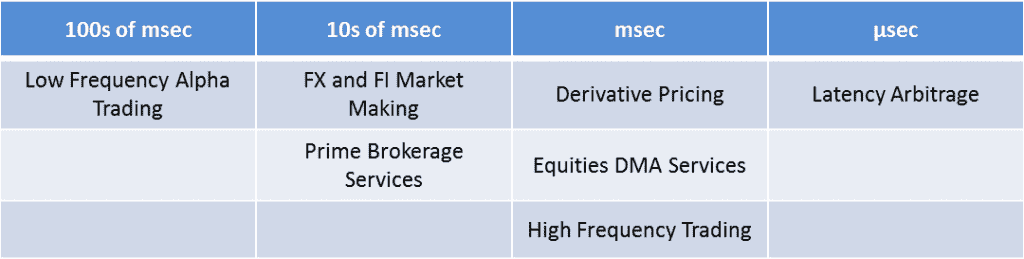 100s of msec
10s of msec
msec
µsec
Low Frequency Alpha
Trading
FX and FI Market
Making
Derivative Pricing
Latency Arbitrage
Prime Brokerage
Services
Equities DMA Services
High Frequency Trading